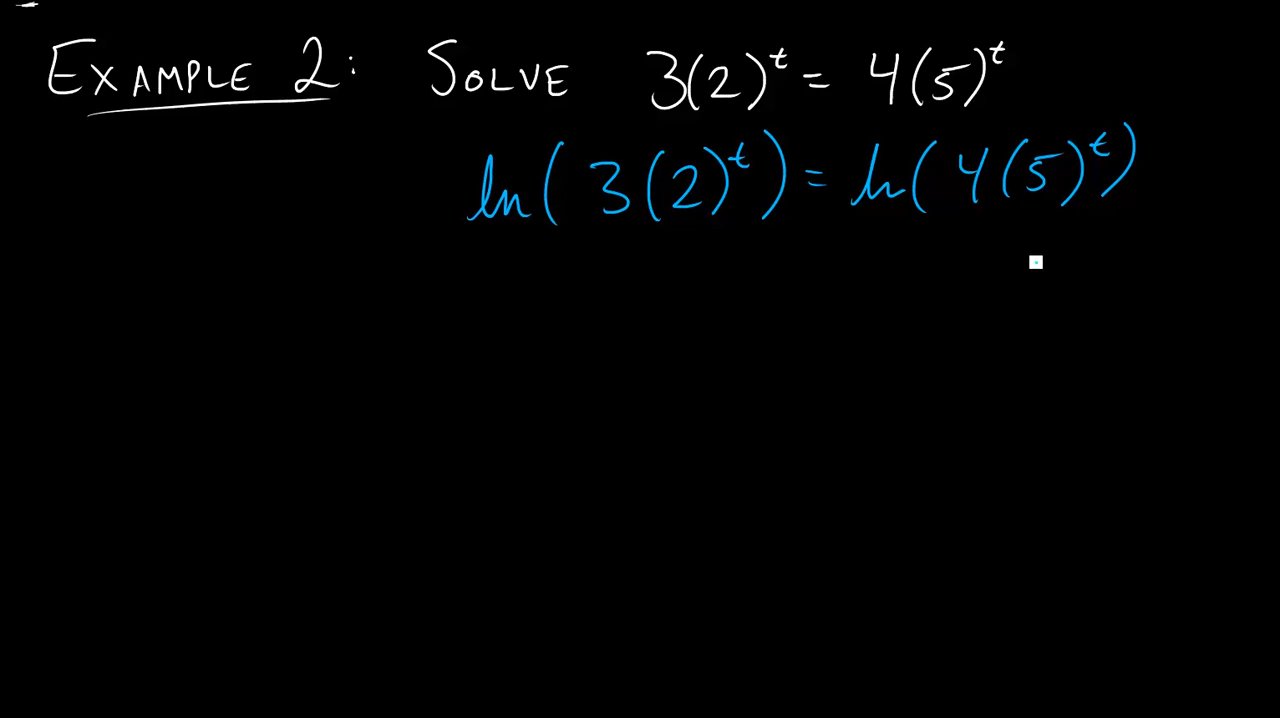 EXAMPLE 2: SOLVE 3(2)^t = 4(5)^t
ln(3(2)^t) = ln(4(5)^t)